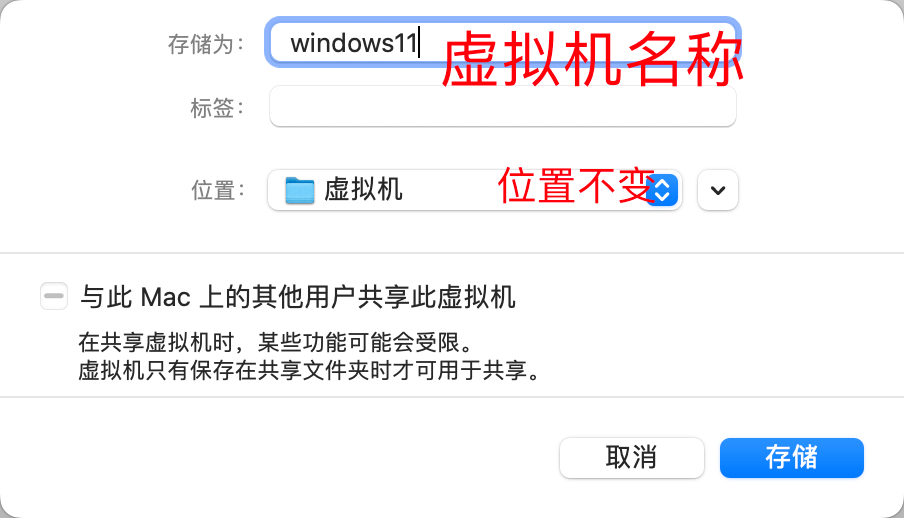 存储为： windows11 虚拟机名称
标签：
位置： 虚拟机 位置不变
与此 Mac 上的其他用户共享此虚拟机
在共享虚拟机时，某些功能可能会受限。
虚拟机只有保存在共享文件夹时才可用于共享。
取消 存储